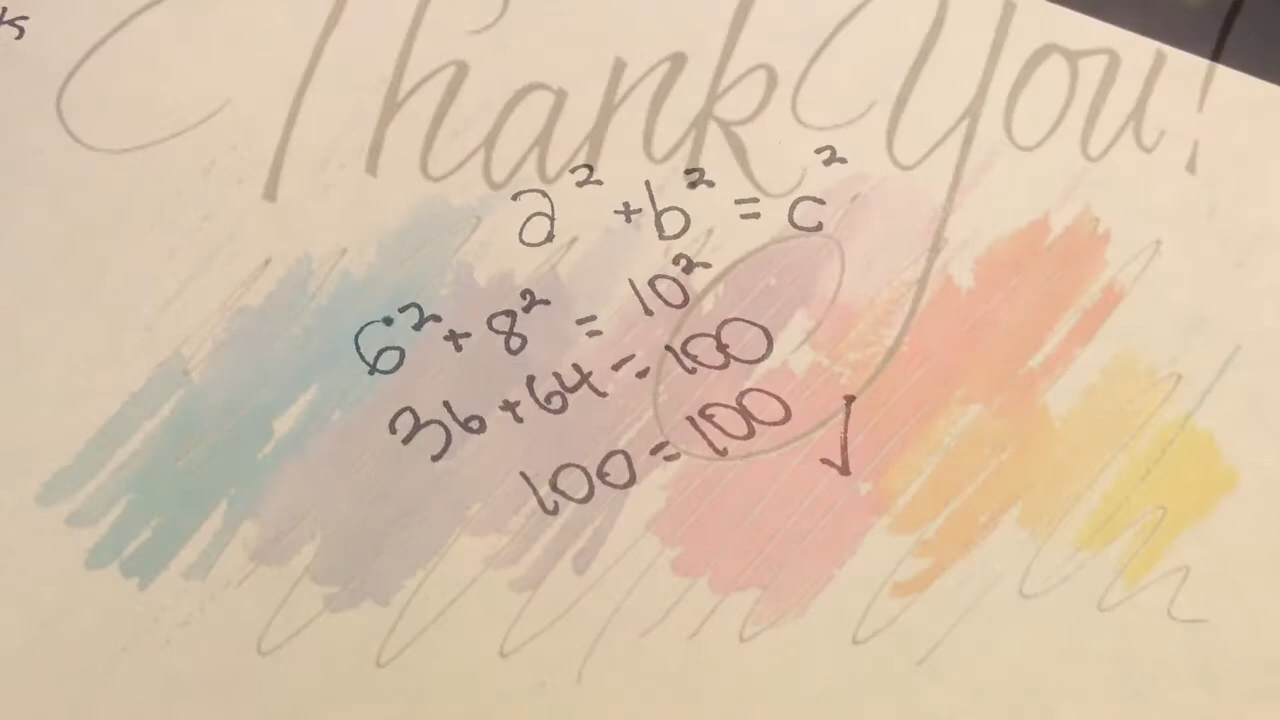 Thank You!
a² + b² = c²
6² + 8² = 10²
36 + 64 = 100
100 = 100 ✓